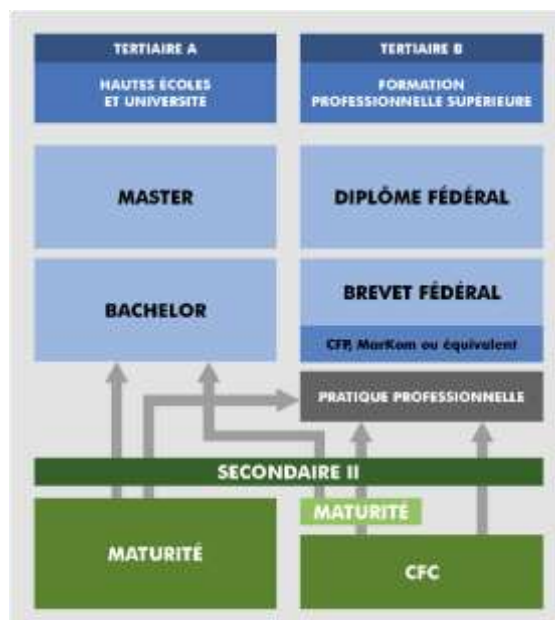 TERTIAIRE A
HAUTES ÉCOLES
ET UNIVERSITÉ
MASTER
BACHELOR
TERTIAIRE B
FORMATION
PROFESSIONNELLE SUPÉRIEURE
DIPLÔME FÉDÉRAL
BREVET FÉDÉRAL
CFP, MarKom ou équivalent
PRATIQUE PROFESSIONNELLE
SECONDAIRE II
MATURITÉ
MATURITÉ
CFC